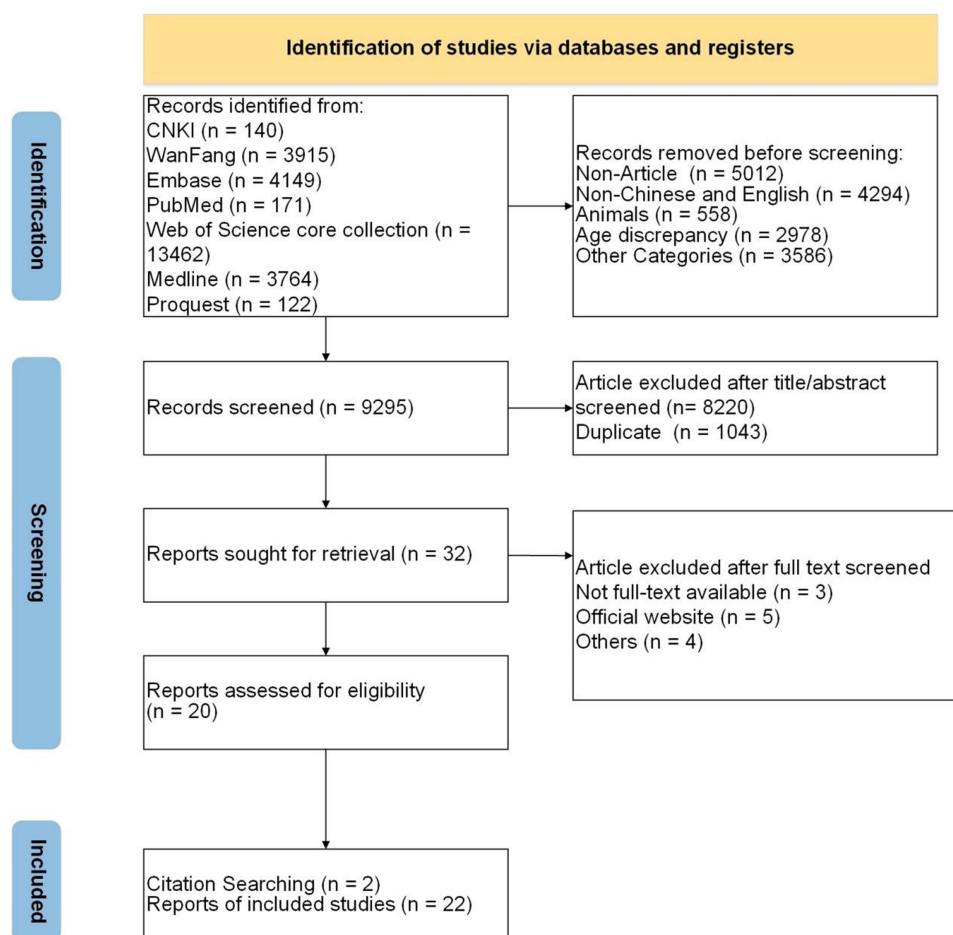 Identification of studies via databases and registers
Identification
Records identified from:
CNKI (n = 140)
WanFang (n = 3915)
Embase (n = 4149)
PubMed (n = 171)
Web of Science core collection (n =
13462)
Medline (n = 3764)
Proquest (n = 122)
Records removed before screening:
Non-Article (n = 5012)
Non-Chinese and English (n = 4294)
Animals (n = 558)
Age discrepancy (n = 2978)
Other Categories (n = 3586)
Screening
Records screened (n = 9295)
Article excluded after title/abstract
screened (n= 8220)
Duplicate (n = 1043)
Reports sought for retrieval (n = 32)
Article excluded after full text screened
Not full-text available (n = 3)
Official website (n = 5)
Others (n = 4)
Reports assessed for eligibility
(n = 20)
Included
Citation Searching (n = 2)
Reports of included studies (n = 22)